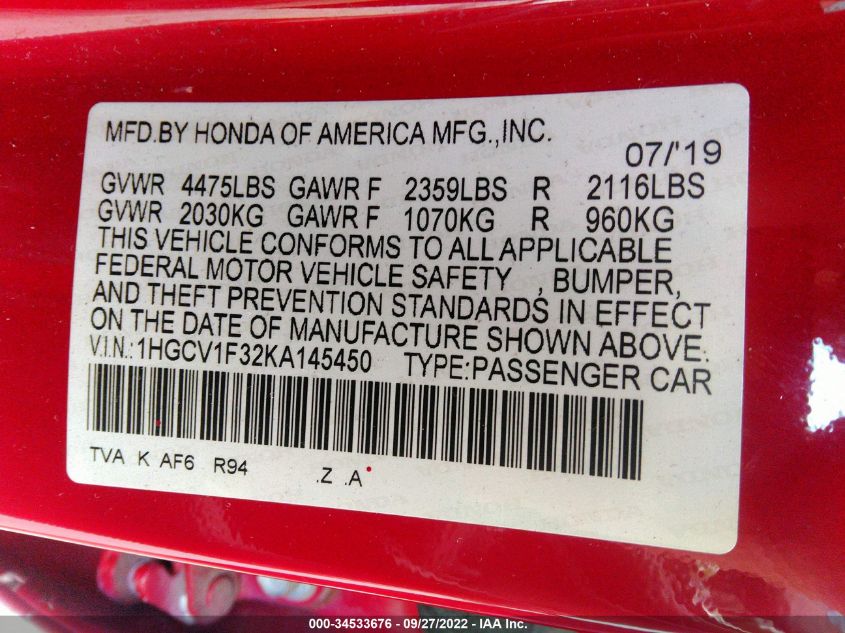 MFD.BY HONDA OF AMERICA MFG.,INC.
07/'19
GVWR 4475LBS GAWR F 2359LBS R 2116LBS
GVWR 2030KG GAWR F 1070KG R 960KG
THIS VEHICLE CONFORMS TO ALL APPLICABLE
FEDERAL MOTOR VEHICLE SAFETY , BUMPER,
AND THEFT PREVENTION STANDARDS IN EFFECT
ON THE DATE OF MANUFACTURE SHOWN ABOVE.
V.I.N.:1HGCV1F32KA145450 TYPE:PASSENGER CAR
TVA K AF6 R94 .Z .A
000-34533676 - 09/27/2022 - IAA Inc.